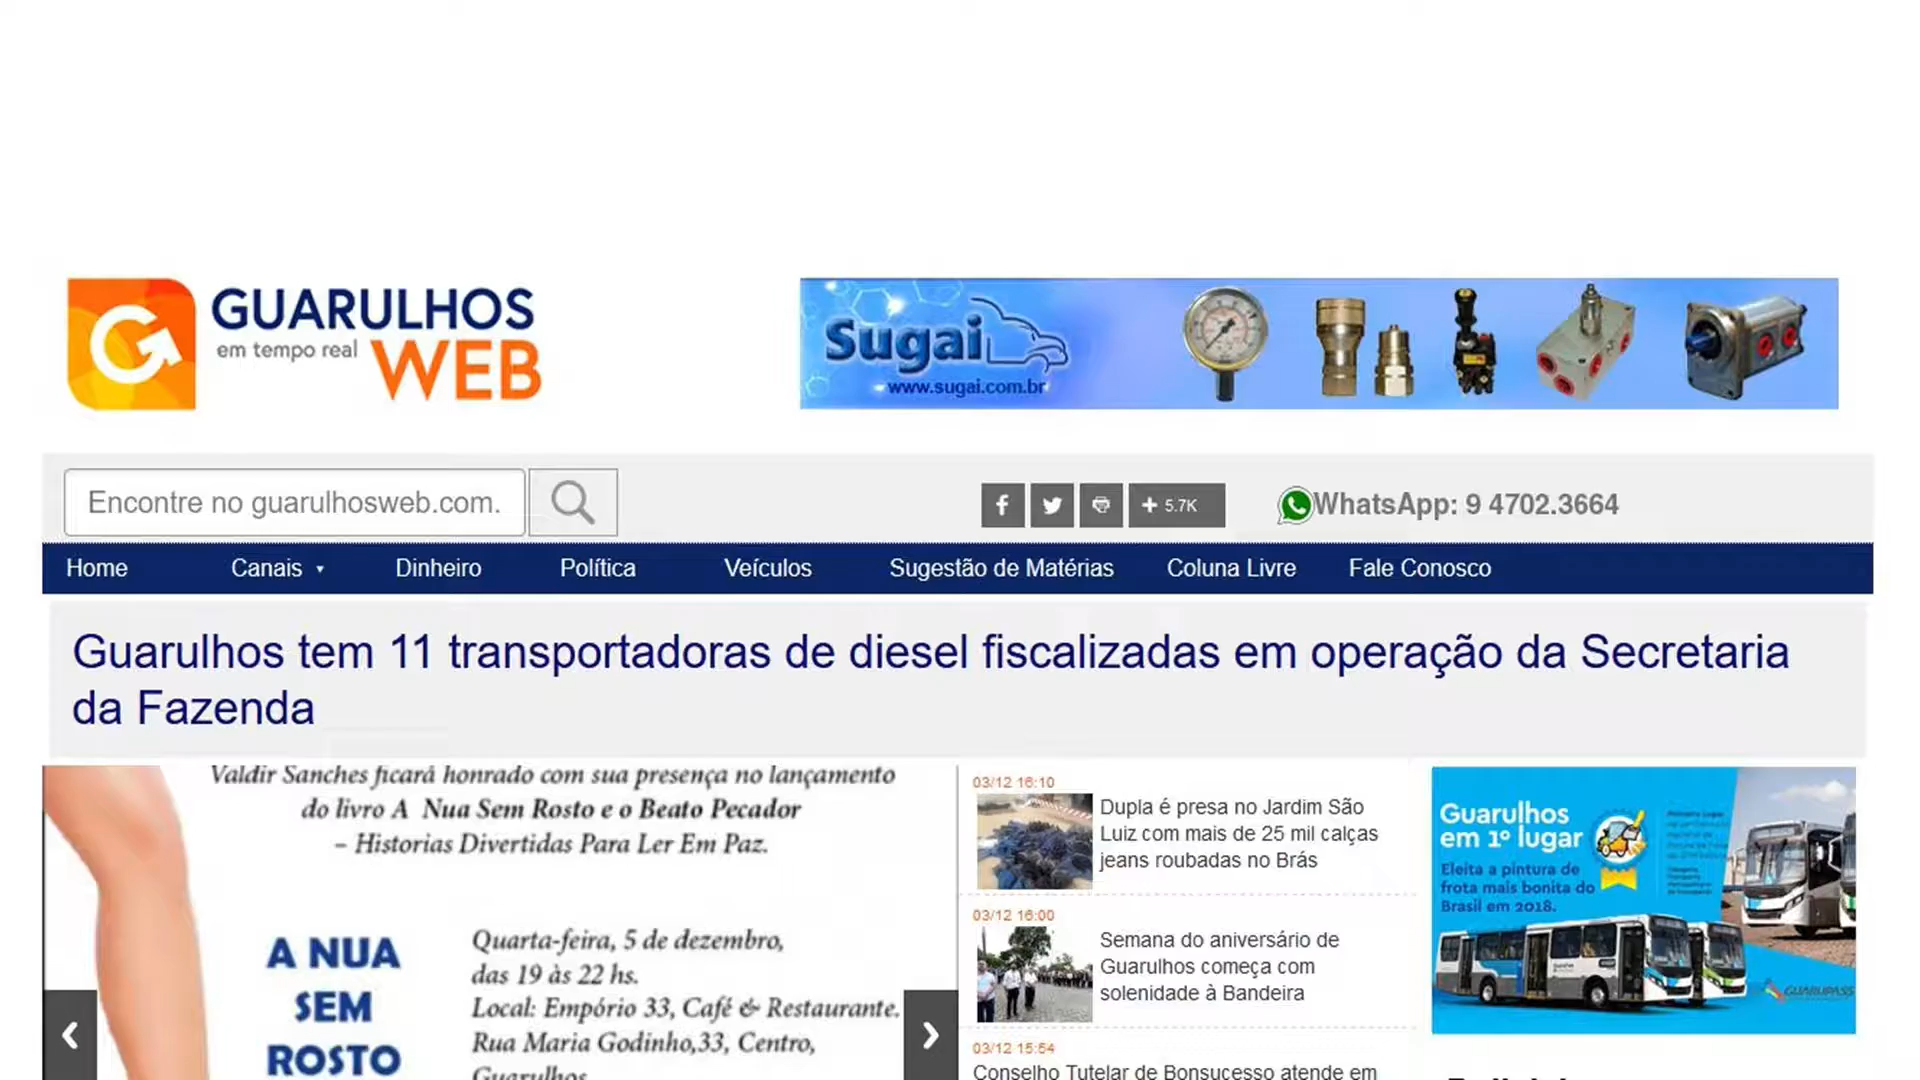 GUARULHOS
em tempo real WEB
Sugai
www.sugai.com.br
Encontre no guarulhosweb.com.
+ 5.7K
WhatsApp: 9 4702.3664
Home Canais Dinheiro Política Veículos Sugestão de Matérias Coluna Livre Fale Conosco
Guarulhos tem 11 transportadoras de diesel fiscalizadas em operação da Secretaria
da Fazenda
Valdir Sanches ficará honrado com sua presença no lançamento
do livro A Nua Sem Rosto e o Beato Pecador
– Historias Divertidas Para Ler Em Paz.
A NUA
SEM
ROSTO
Quarta-feira, 5 de dezembro,
das 19 às 22 hs.
Local: Empório 33, Café & Restaurante.
Rua Maria Godinho,33, Centro,
Guarulhos
03/12 16:10
Dupla é presa no Jardim São
Luiz com mais de 25 mil calças
jeans roubadas no Brás
03/12 16:00
Semana do aniversário de
Guarulhos começa com
solenidade à Bandeira
03/12 15:54
Conselho Tutelar de Bonsucesso atende em
Guarulhos
em 1º lugar
Eleita a pintura de
frota mais bonita do
Brasil em 2018.
GUARUPASS